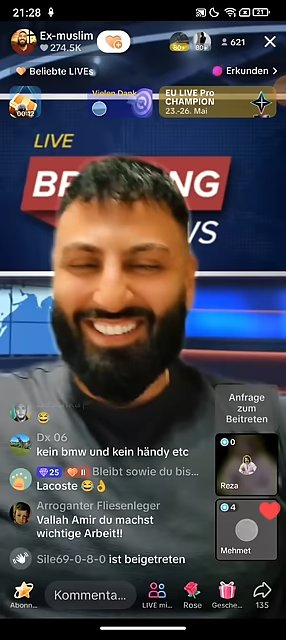 21:28
21
Ex-muslim
274.5K
60+
80+
621
Beliebte LIVEs
Erkunden
00:12
Vielen Dank
EU LIVE Pro
CHAMPION
23.-26. Mai
LIVE
BREAKING
NEWS
Anfrage
zum
Beitreten
Dx 06
kein bmw und kein händy etc
25 Bleibt sowie du bis...
Lacoste 😂👌
Arroganter Fliesenleger
Vallah Amir du machst
wichtige Arbeit!!
Sile69-0-8-0 ist beigetreten
0
Reza
4
Mehmet
Abonn...
Kommenta...
LIVE mi...
Rose
Gesche...
135